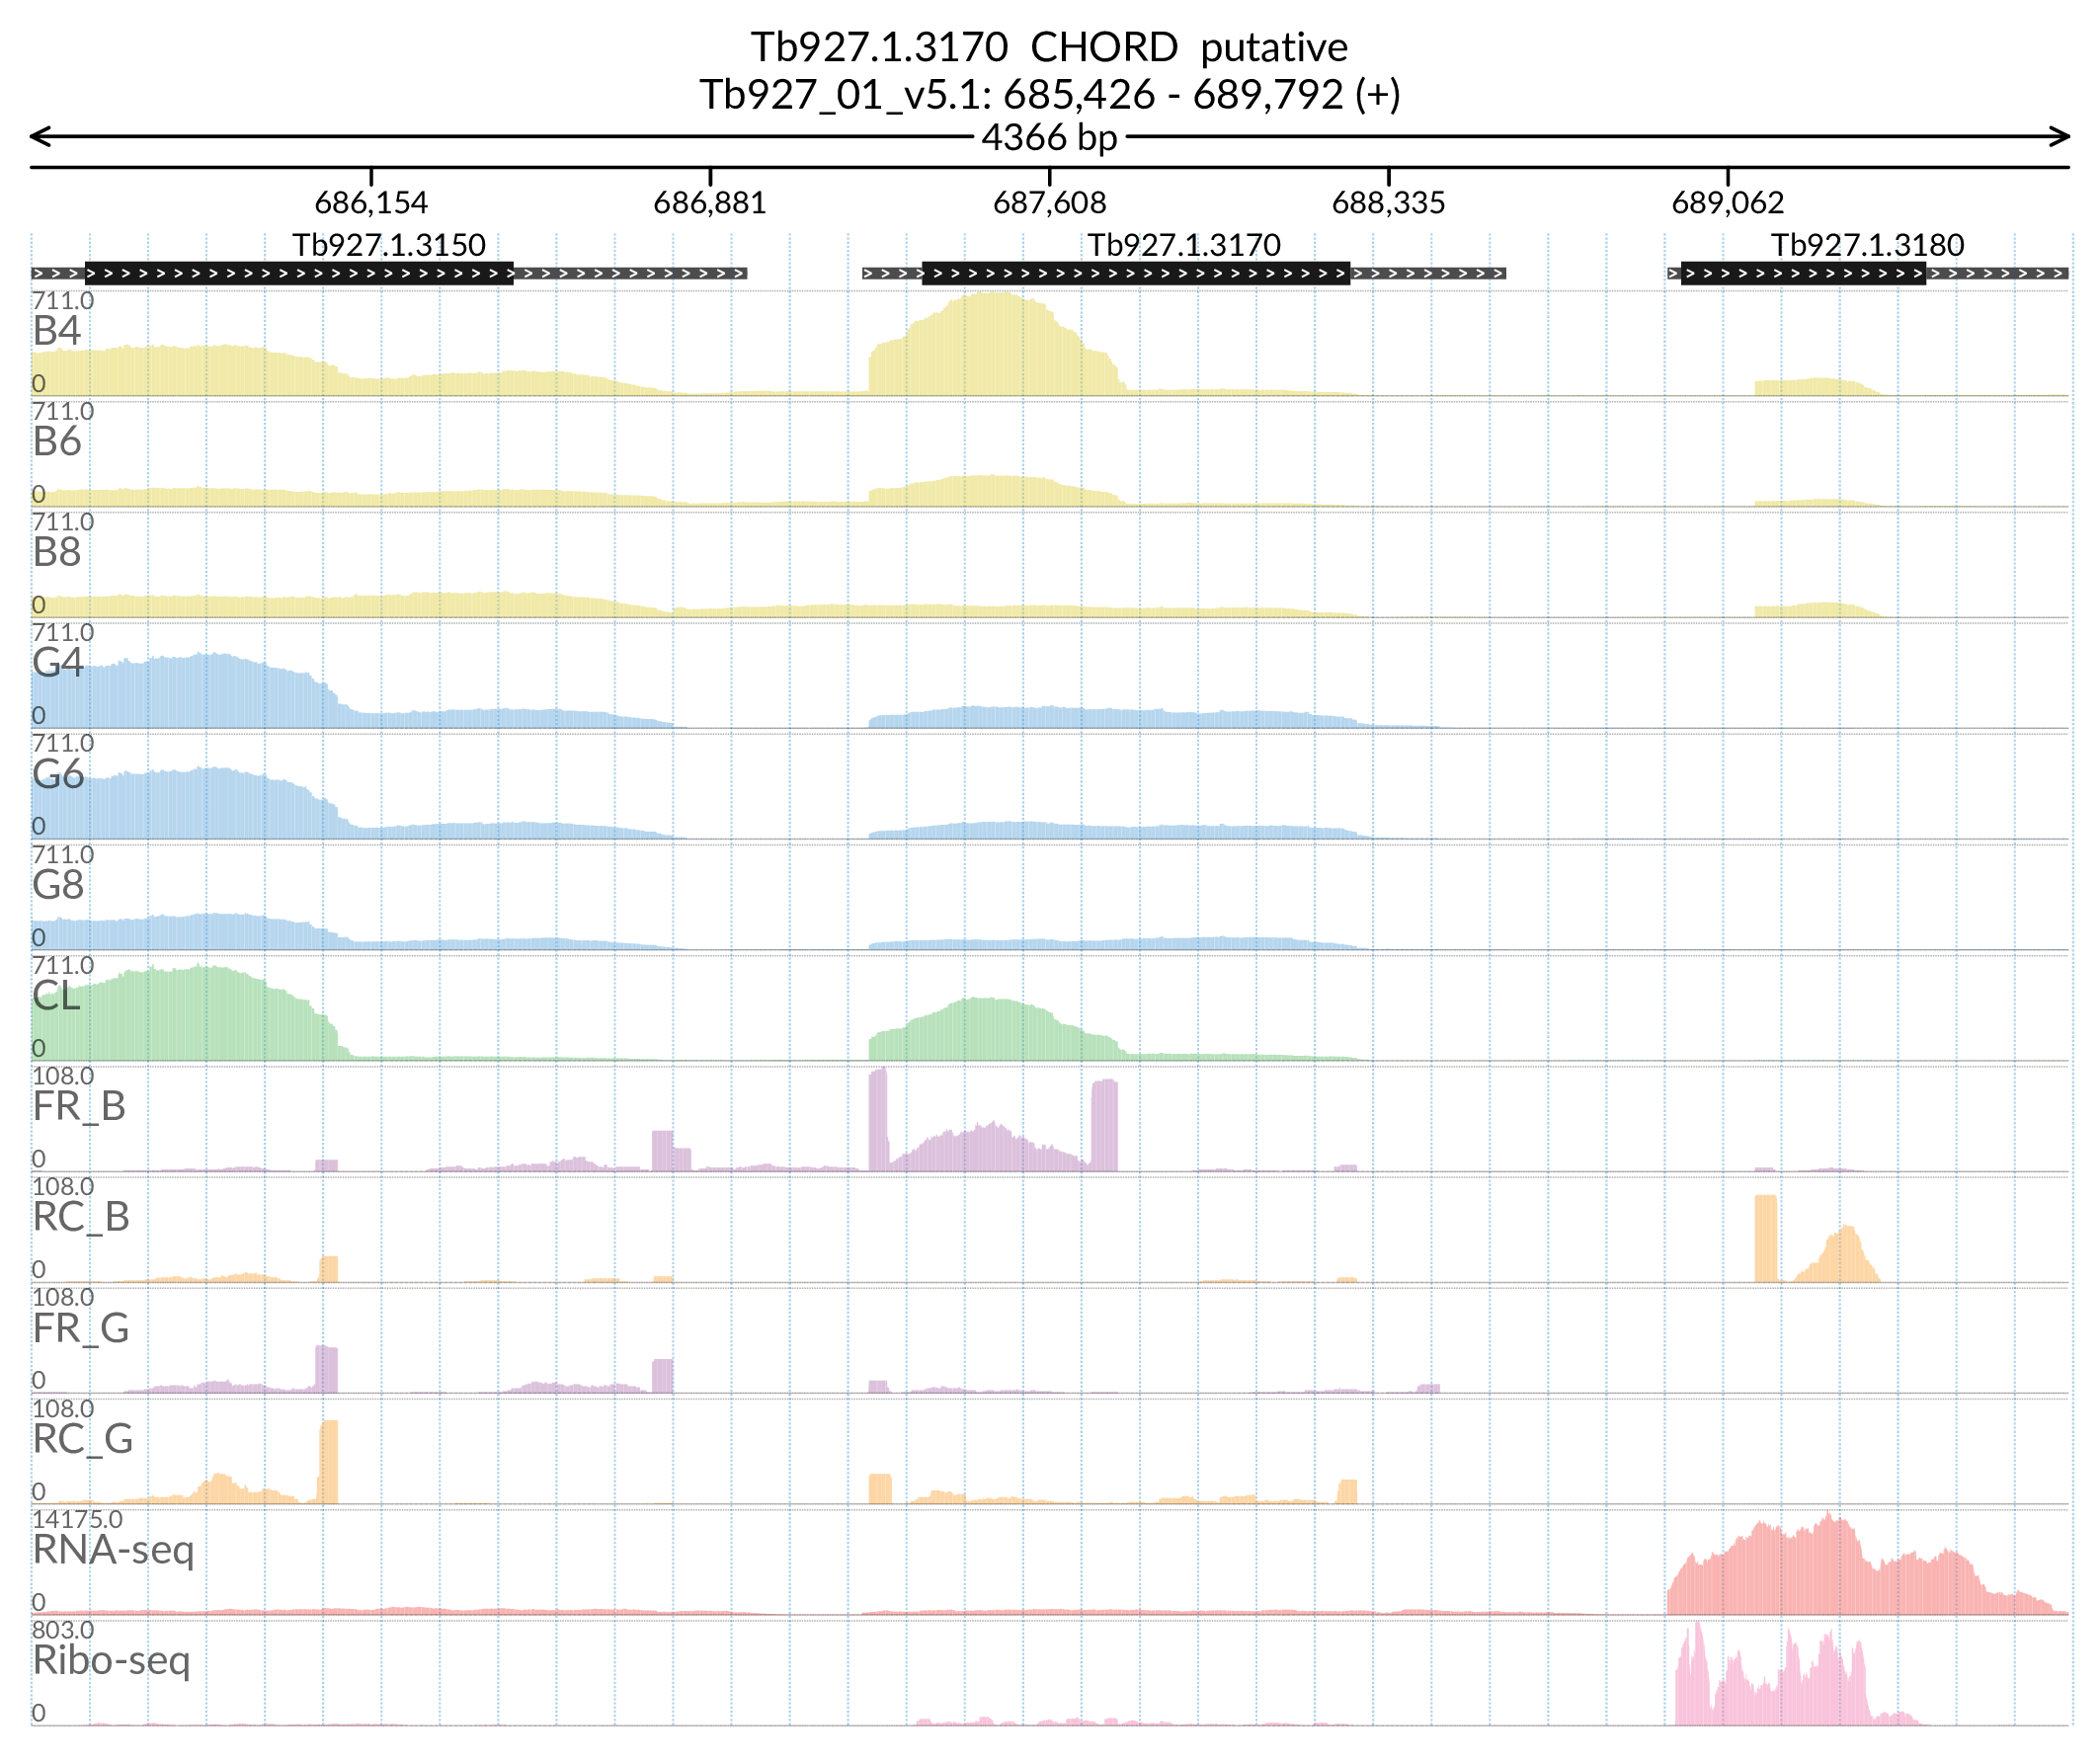 Tb927.1.3170 CHORD putative
Tb927_01_v5.1: 685,426 - 689,792 (+)
4366 bp
686,154 686,881 687,608 688,335 689,062
Tb927.1.3150 Tb927.1.3170 Tb927.1.3180
711.0
B4
0
711.0
B6
0
711.0
B8
0
711.0
G4
0
711.0
G6
0
711.0
G8
0
711.0
CL
0
108.0
FR_B
0
108.0
RC_B
0
108.0
FR_G
0
108.0
RC_G
0
14175.0
RNA-seq
0
803.0
Ribo-seq
0